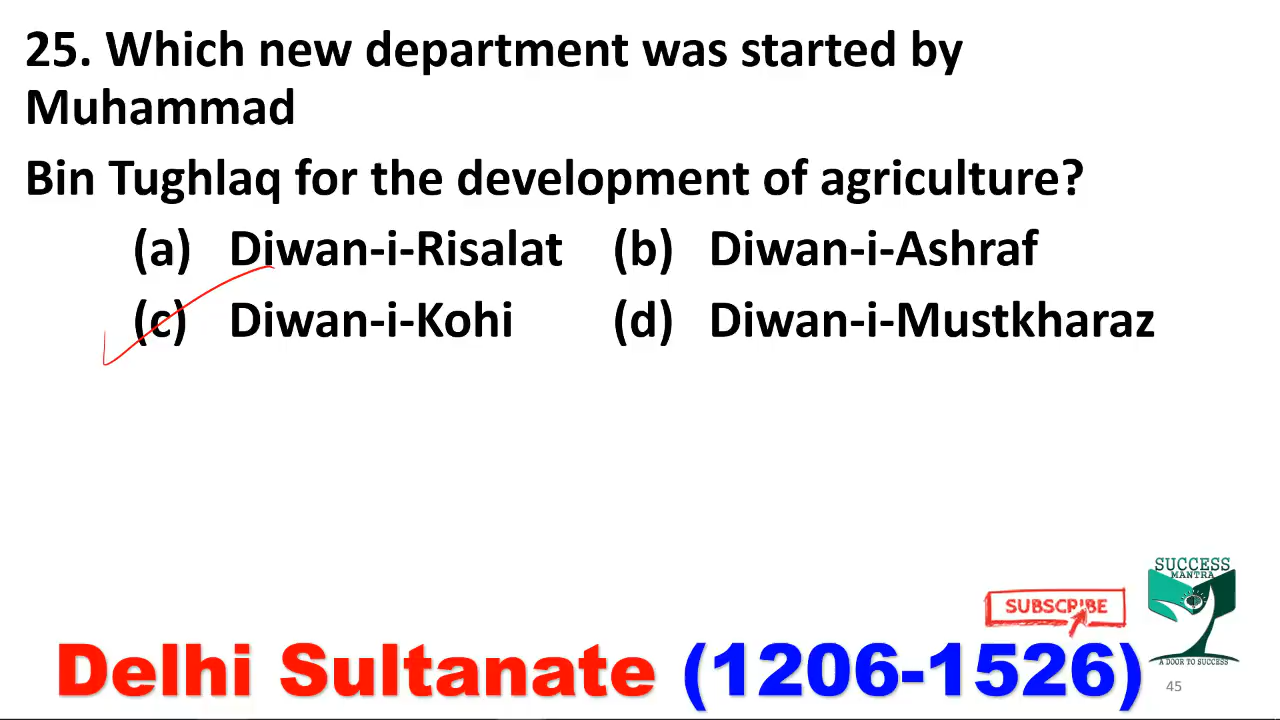 25. Which new department was started by
Muhammad
Bin Tughlaq for the development of agriculture?
(a) Diwan-i-Risalat (b) Diwan-i-Ashraf
(c) Diwan-i-Kohi (d) Diwan-i-Mustkharaz
SUCCESS
MANTRA
SUBSCRIBE
A DOOR TO SUCCESS
Delhi Sultanate (1206-1526) 45